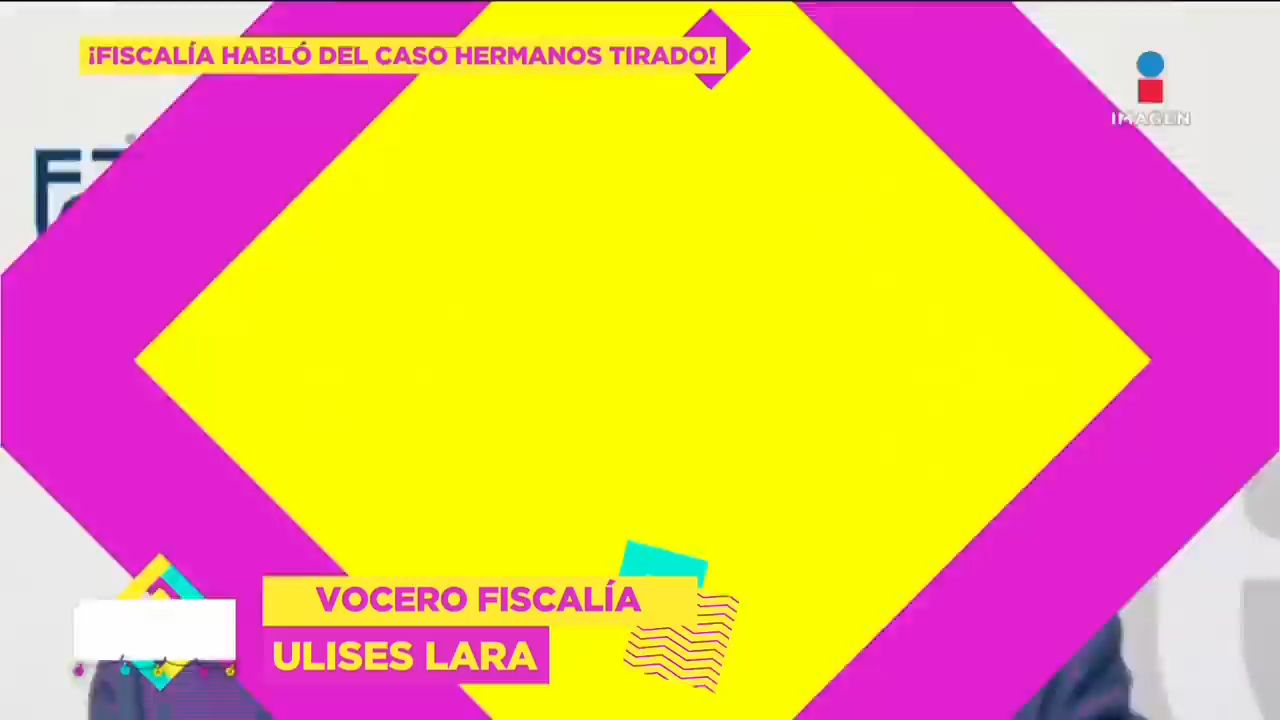 ¡FISCALÍA HABLÓ DEL CASO HERMANOS TIRADO!
IMAGEN
VOCERO FISCALÍA
ULISES LARA